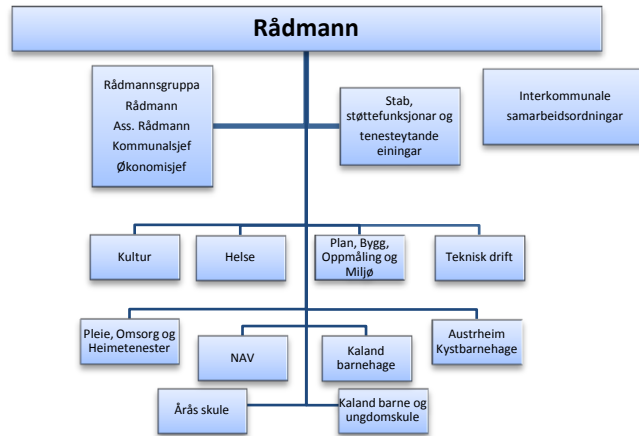 Rådmann
Rådmannsgruppa
Rådmann
Ass. Rådmann
Kommunalsjef
Økonomisjef
Stab,
støttefunksjonar og
tenesteytande
einingar
Interkommunale
samarbeidsordningar
Kultur
Helse
Plan, Bygg,
Oppmåling og
Miljø
Teknisk drift
Pleie, Omsorg og
Heimetenester
NAV
Kaland
barnehage
Austrheim
Kystbarnehage
Årås skule
Kaland barne og
ungdomskule